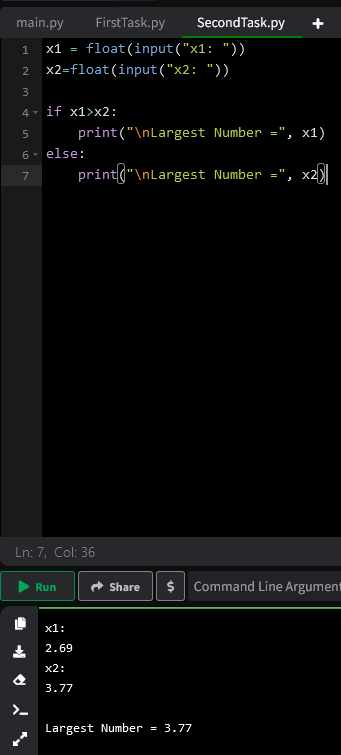 main.py FirstTask.py SecondTask.py +
1 x1 = float(input("x1: "))
2 x2=float(input("x2: "))
3
4 if x1>x2:
5     print("\nLargest Number =", x1)
6 else:
7     print("\nLargest Number =", x2)
Ln: 7, Col: 36
Run Share $ Command Line Argument
x1:
2.69
x2:
3.77
Largest Number = 3.77